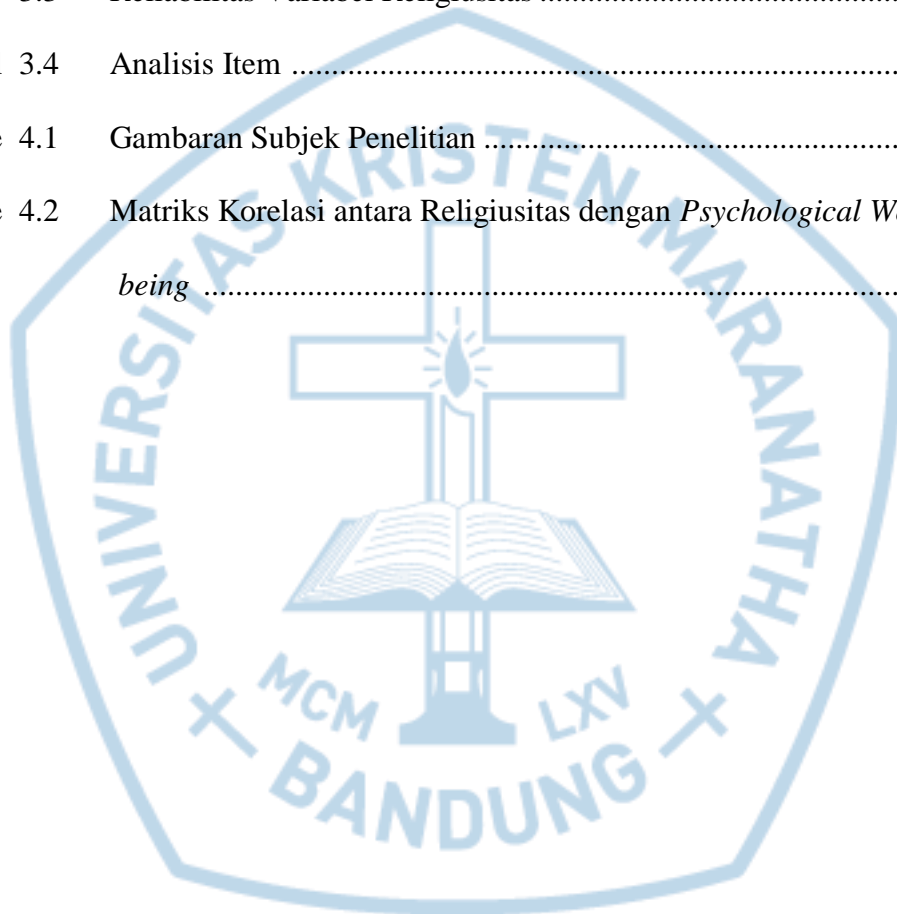 Analisis Item ........................................................................
3.4
4.1 Gambaran Subjek Penelitian ........................................................
4.2 Matriks Korelasi antara Religiusitas dengan Psychological
being ........................................................................................
UNIVERSITAS KRISTEN MARANATHA
MCM LXV
BANDUNG